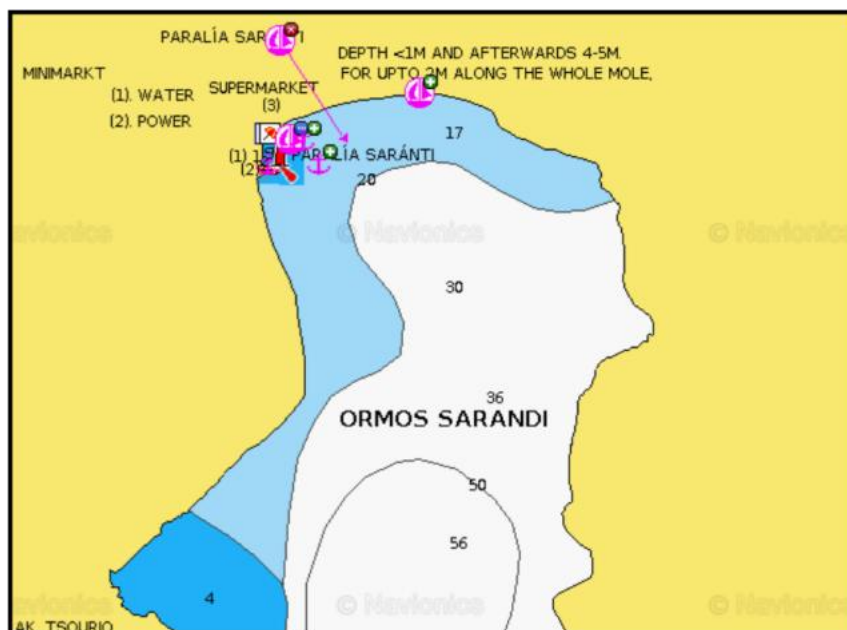 PARALÍA SAR TI
DEPTH <1M AND AFTERWARDS 4-5M.
FOR UPTO 2M ALONG THE WHOLE MOLE,
MINIMARKT
SUPERMARKET
(3)
(1). WATER
(2). POWER
17
(1) 1
PARALÍA SARÁNTI
(2)
20
© Navionics
© Navionics
30
36
ORMOS SARANDI
50
56
4
© Navionics
© Navionics
AK. TSOURIO